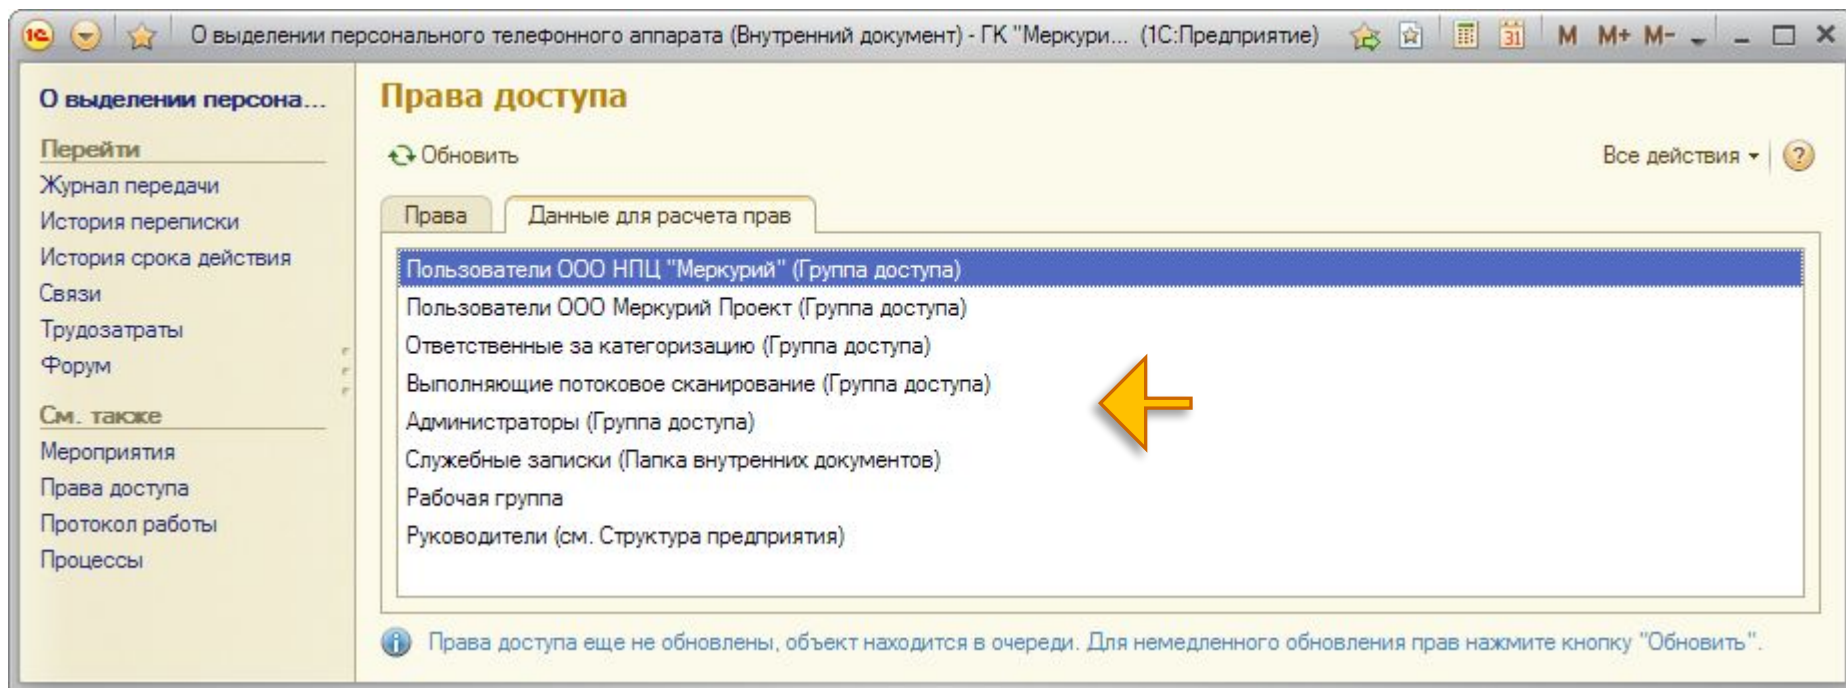 1С О выделении персонального телефонного аппарата (Внутренний документ) - ГК "Меркури... (1С:Предприятие) 31 M M+ M-
О выделении персона...
Перейти
Журнал передачи
История переписки
История срока действия
Связи
Трудозатраты
Форум
См. также
Мероприятия
Права доступа
Протокол работы
Процессы
Права доступа
Обновить Все действия ?
Права Данные для расчета прав
Пользователи ООО НПЦ "Меркурий" (Группа доступа)
Пользователи ООО Меркурий Проект (Группа доступа)
Ответственные за категоризацию (Группа доступа)
Выполняющие потоковое сканирование (Группа доступа)
Администраторы (Группа доступа)
Служебные записки (Папка внутренних документов)
Рабочая группа
Руководители (см. Структура предприятия)
Права доступа еще не обновлены, объект находится в очереди. Для немедленного обновления прав нажмите кнопку "Обновить".